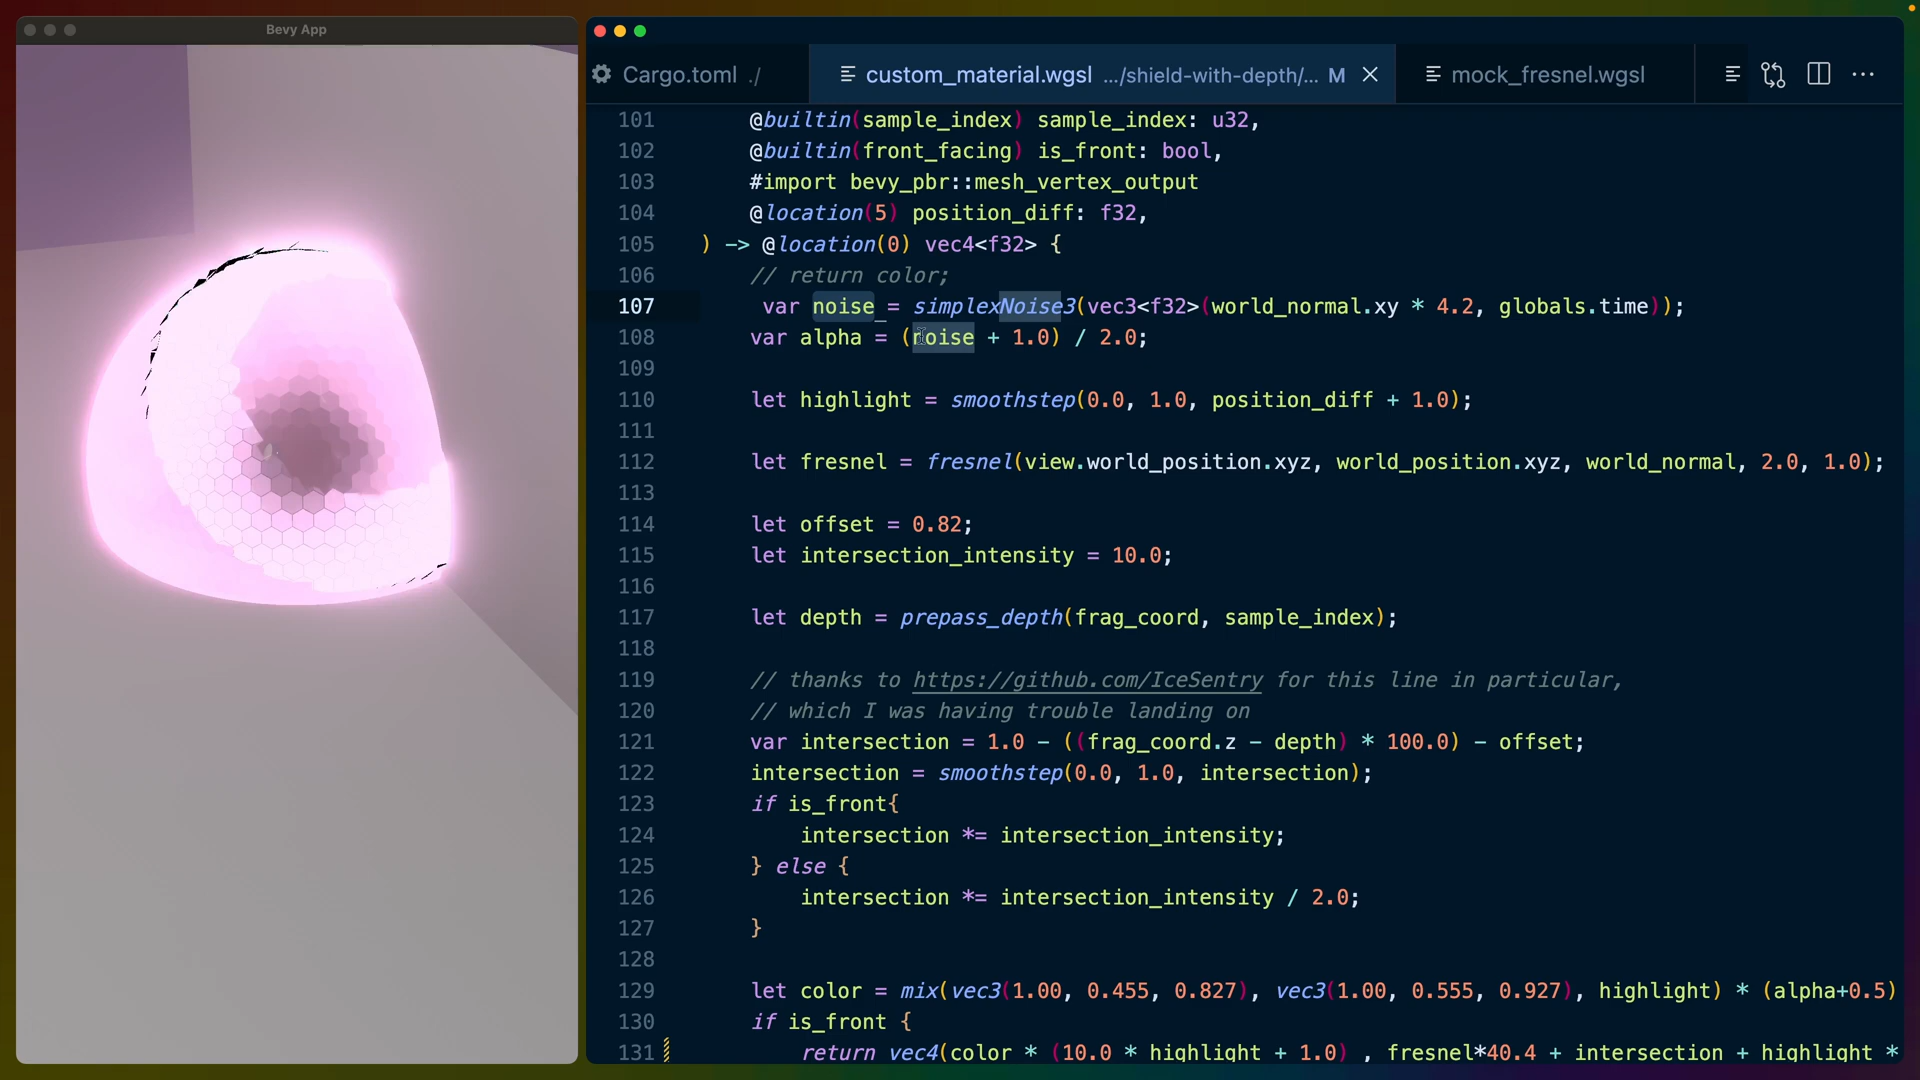 Bevy App
Cargo.toml ./
custom_material.wgsl .../shield-with-depth/... M
mock_fresnel.wgsl
101 @builtin(sample_index) sample_index: u32,
102 @builtin(front_facing) is_front: bool,
103 #import bevy_pbr::mesh_vertex_output
104 @location(5) position_diff: f32,
105 ) -> @location(0) vec4<f32> {
106 // return color;
107 var noise = simplexNoise3(vec3<f32>(world_normal.xy * 4.2, globals.time));
108 var alpha = (noise + 1.0) / 2.0;
109
110 let highlight = smoothstep(0.0, 1.0, position_diff + 1.0);
111
112 let fresnel = fresnel(view.world_position.xyz, world_position.xyz, world_normal, 2.0, 1.0);
113
114 let offset = 0.82;
115 let intersection_intensity = 10.0;
116
117 let depth = prepass_depth(frag_coord, sample_index);
118
119 // thanks to https://github.com/IceSentry for this line in particular,
120 // which I was having trouble landing on
121 var intersection = 1.0 - ((frag_coord.z - depth) * 100.0) - offset;
122 intersection = smoothstep(0.0, 1.0, intersection);
123 if is_front{
124 intersection *= intersection_intensity;
125 } else {
126 intersection *= intersection_intensity / 2.0;
127 }
128
129 let color = mix(vec3(1.00, 0.455, 0.827), vec3(1.00, 0.555, 0.927), highlight) * (alpha+0.5)
130 if is_front {
131 return vec4(color * (10.0 * highlight + 1.0) , fresnel*40.4 + intersection + highlight *